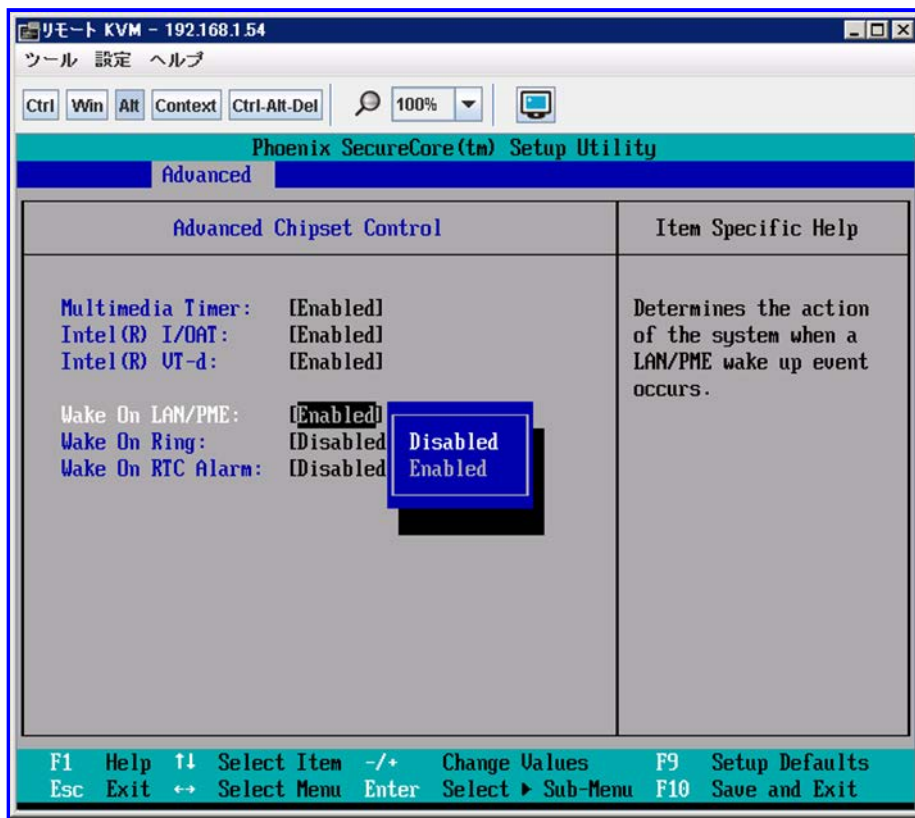 リモート KVM - 192.168.1.54
ツール 設定 ヘルプ
Ctrl Win Alt Context Ctrl-Alt-Del 100%
Phoenix SecureCore(tm) Setup Utility
Advanced
Advanced Chipset Control
Item Specific Help
Multimedia Timer: [Enabled]
Intel(R) I/OAT: [Enabled]
Intel(R) VT-d: [Enabled]
Wake On LAN/PME: [Enabled]
Wake On Ring: [Disabled
Wake On RTC Alarm: [Disabled
Disabled
Enabled
Determines the action
of the system when a
LAN/PME wake up event
occurs.
F1 Help ↑↓ Select Item -/+ Change Values F9 Setup Defaults
Esc Exit ↔ Select Menu Enter Select ▶ Sub-Menu F10 Save and Exit